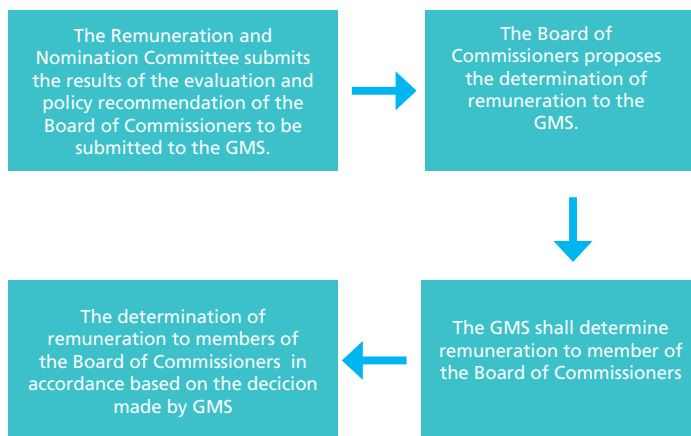 The Remuneration and
Nomination Committee submits
the results of the evaluation and
policy recommendation of the
Board of Commissioners to be
submitted to the GMS.
The Board of
Commissioners proposes
the determination of
remuneration to the
GMS.
The GMS shall determine
remuneration to member of
the Board of Commissioners
The determination of
remuneration to members of
the Board of Commissioners in
accordance based on the decicion
made by GMS